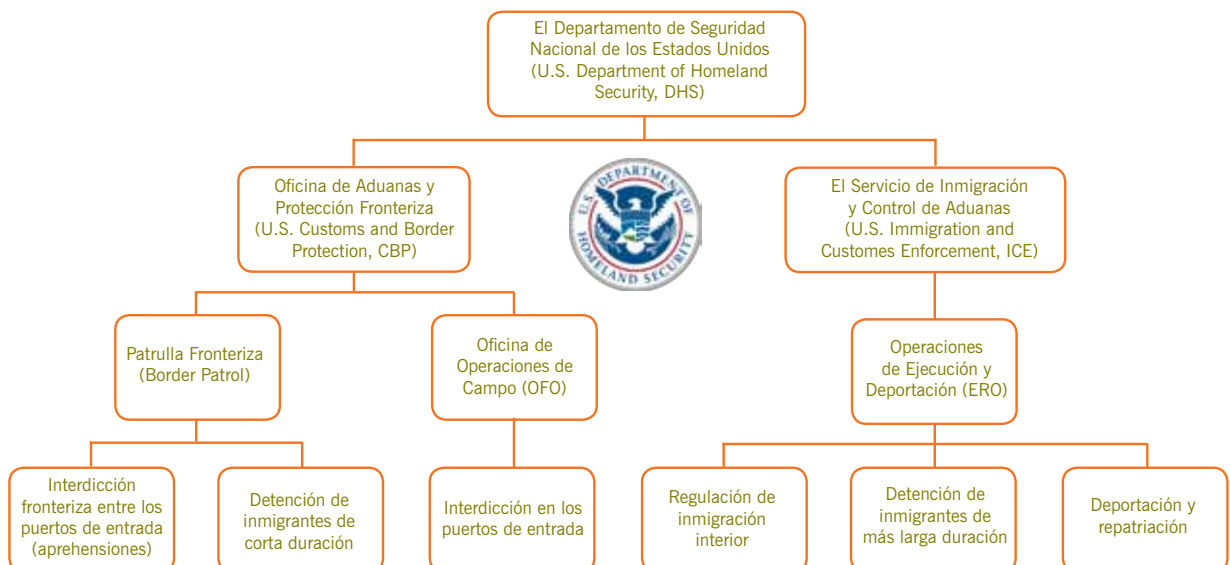 El Departamento de Seguridad
Nacional de los Estados Unidos
(U.S. Department of Homeland
Security, DHS)
Oficina de Aduanas y
Protección Fronteriza
(U.S. Customs and Border
Protection, CBP)
U.S. DEPARTMENT OF
HOMELAND SECURITY
El Servicio de Inmigración
y Control de Aduanas
(U.S. Immigration and
Customes Enforcement, ICE)
Patrulla Fronteriza
(Border Patrol)
Oficina de
Operaciones de
Campo (OFO)
Operaciones
de Ejecución y
Deportación (ERO)
Interdicción
fronteriza entre los
puertos de entrada
(aprehensiones)
Detención de
inmigrantes de
corta duración
Interdicción en los
puertos de entrada
Regulación de
inmigración
interior
Detención de
inmigrantes de
más larga duración
Deportación y
repatriación